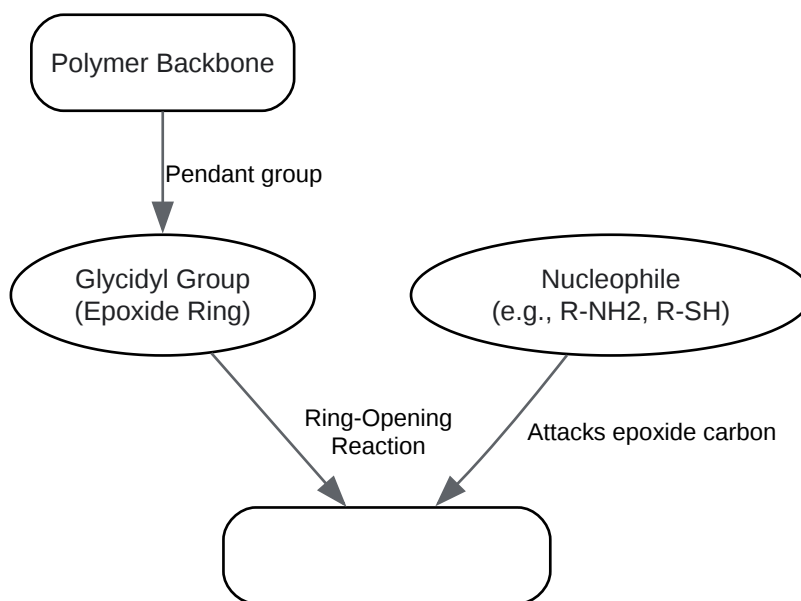 Polymer Backbone
Pendant group
Glycidyl Group
(Epoxide Ring)
Nucleophile
(e.g., R-NH2, R-SH)
Ring-Opening
Reaction
Attacks epoxide carbon